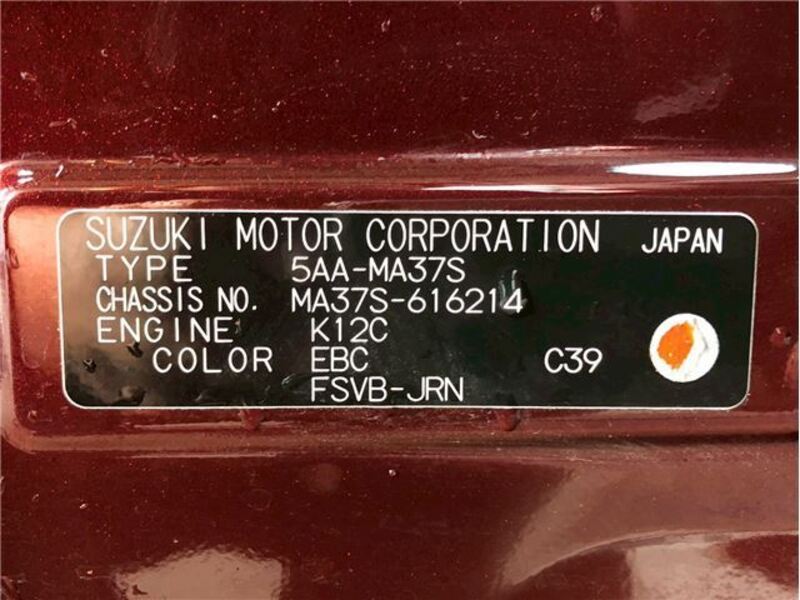 SUZUKI MOTOR CORPORATION JAPAN
TYPE 5AA-MA37S
CHASSIS NO. MA37S-616214
ENGINE K12C
COLOR EBC C39
FSVB-JRN